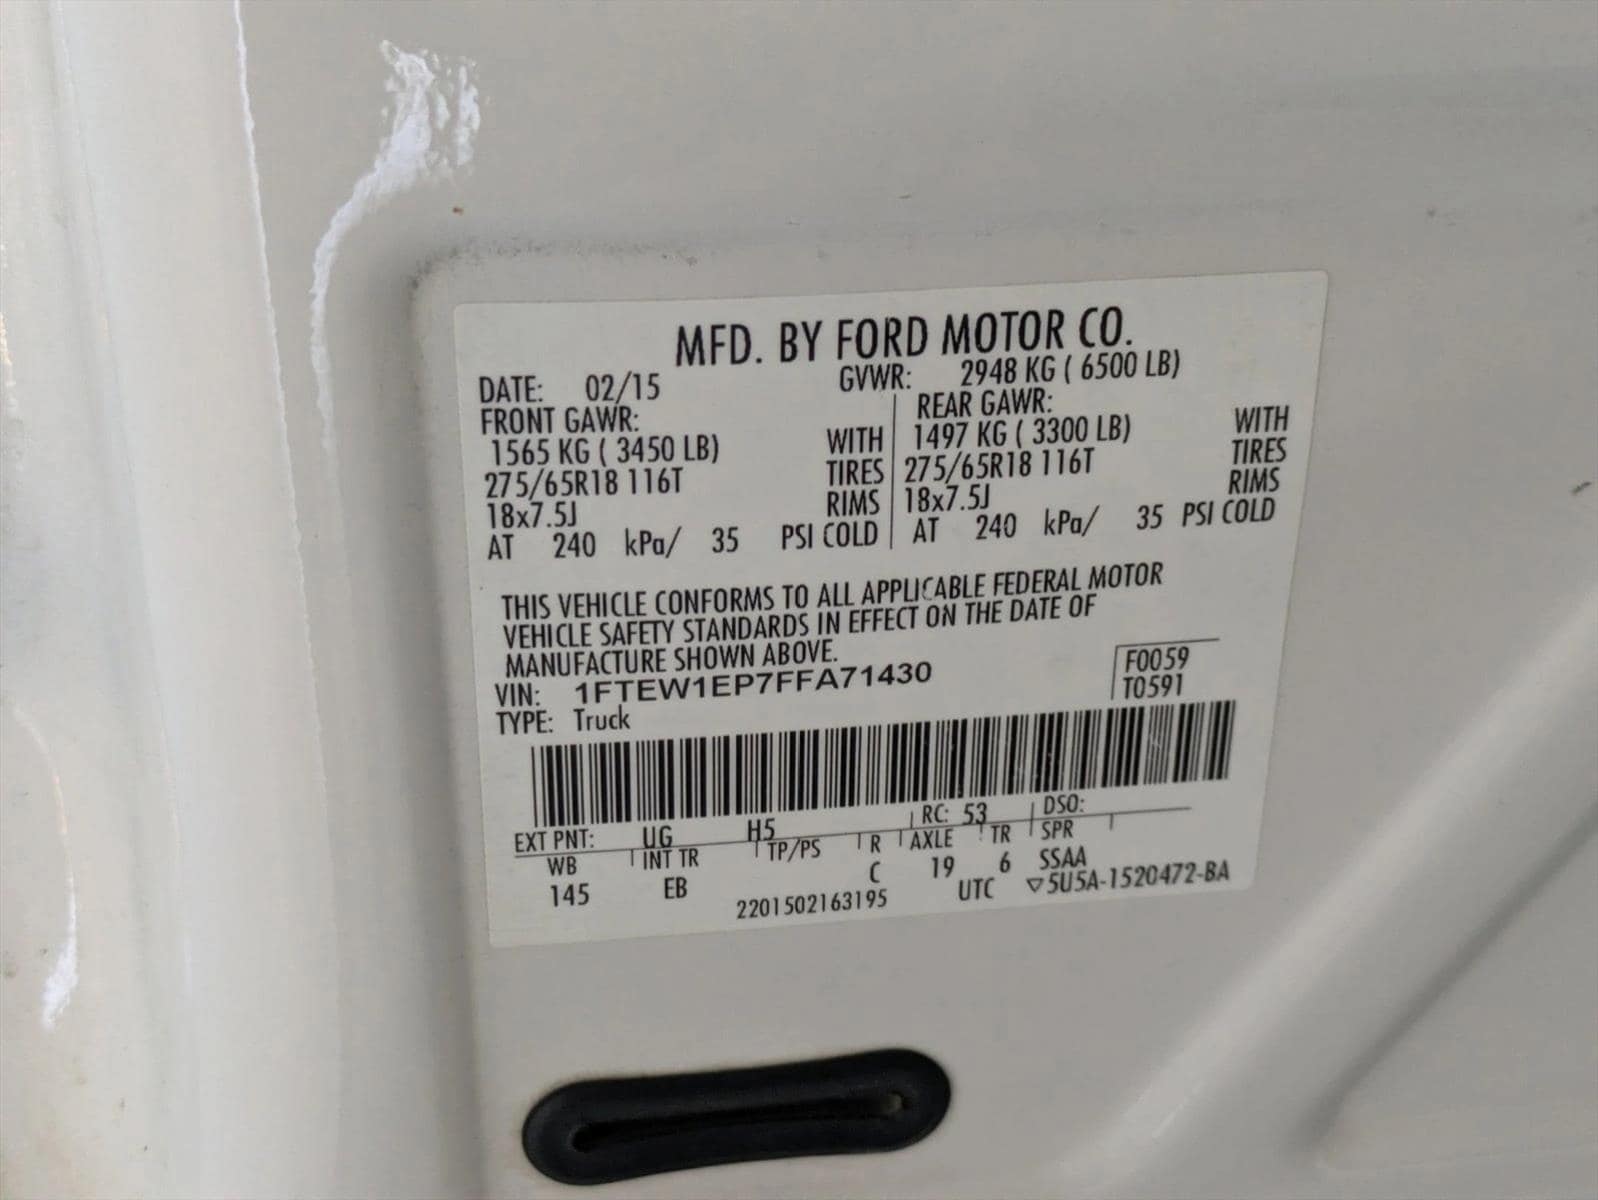 MFD. BY FORD MOTOR CO.
DATE: 02/15 GVWR: 2948 KG ( 6500 LB)
FRONT GAWR: REAR GAWR:
1565 KG ( 3450 LB) WITH 1497 KG ( 3300 LB) WITH
275/65R18 116T TIRES 275/65R18 116T TIRES
18x7.5J RIMS 18x7.5J RIMS
AT 240 kPa/ 35 PSI COLD AT 240 kPa/ 35 PSI COLD
THIS VEHICLE CONFORMS TO ALL APPLICABLE FEDERAL MOTOR
VEHICLE SAFETY STANDARDS IN EFFECT ON THE DATE OF
MANUFACTURE SHOWN ABOVE.
VIN: 1FTEW1EP7FFA71430 F0059
TYPE: Truck T0591
EXT PNT: UG H5 RC: 53 DSO:
WB INT TR TP/PS R AXLE TR SPR
145 EB C 19 6 SSAA
2201502163195 UTC ▽5U5A-1520472-BA